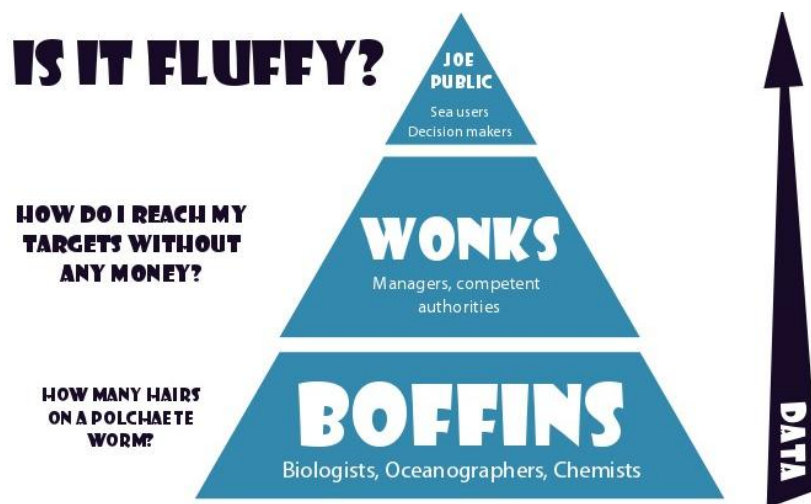 IS IT FLUFFY?
JOE
PUBLIC
Sea users
Decision makers
HOW DO I REACH MY
TARGETS WITHOUT
ANY MONEY?
WONKS
Managers, competent
authorities
HOW MANY HAIRS
ON A POLCHAETE
WORM?
BOFFINS
Biologists, Oceanographers, Chemists
DATA